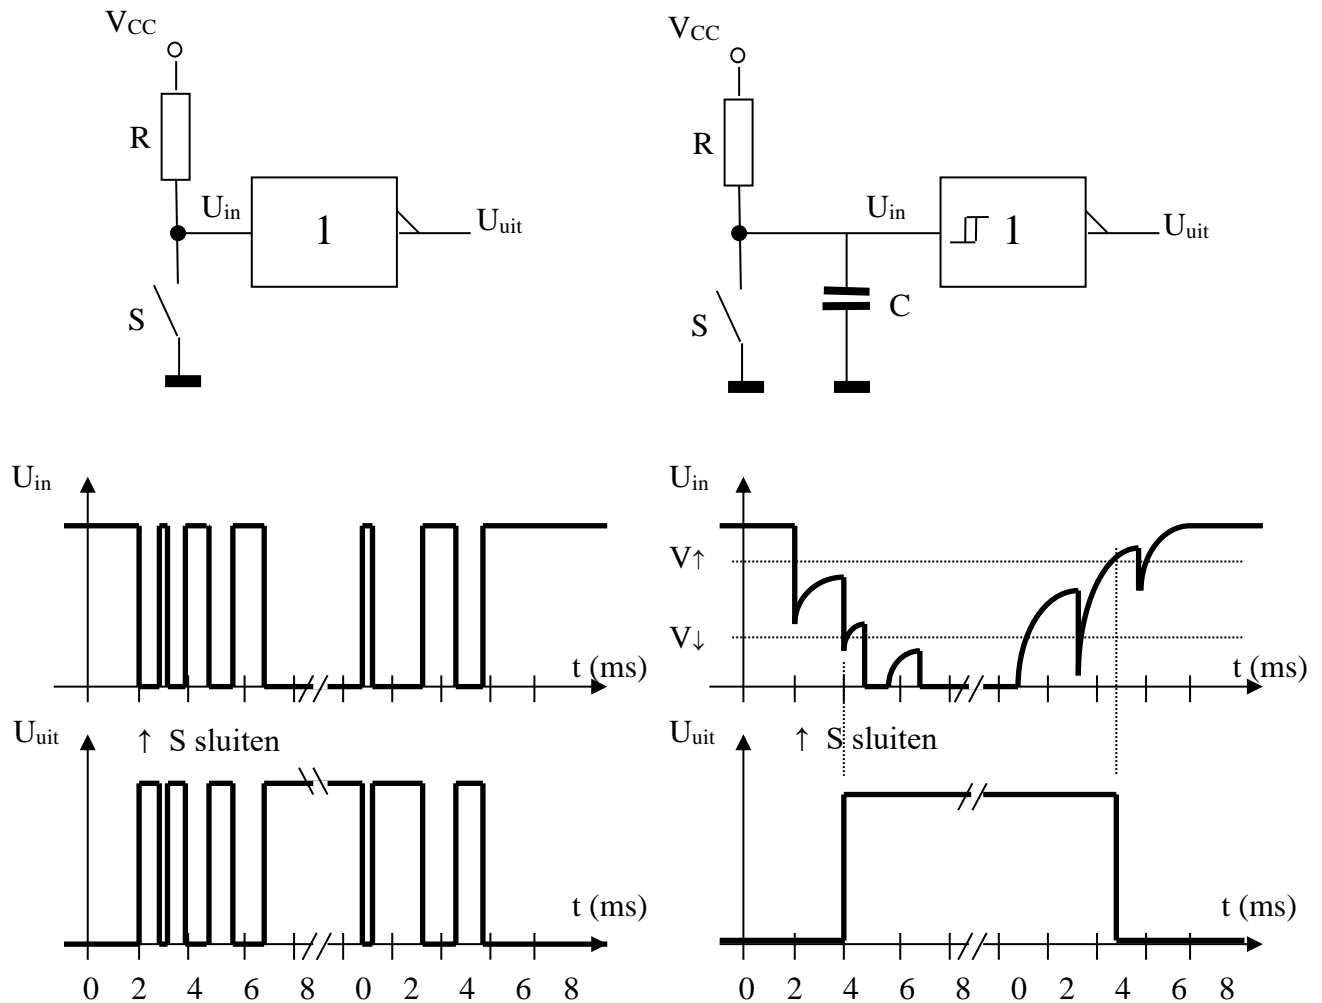 VCC
R
Uin
1
Uuit
S
VCC
R
Uin
1
Uuit
S
C
Uin
t (ms)
Uuit
↑ S sluiten
t (ms)
0 2 4 6 8 0 2 4 6 8
Uin
V↑
V↓
t (ms)
Uuit
↑ S sluiten
t (ms)
0 2 4 6 8 0 2 4 6 8